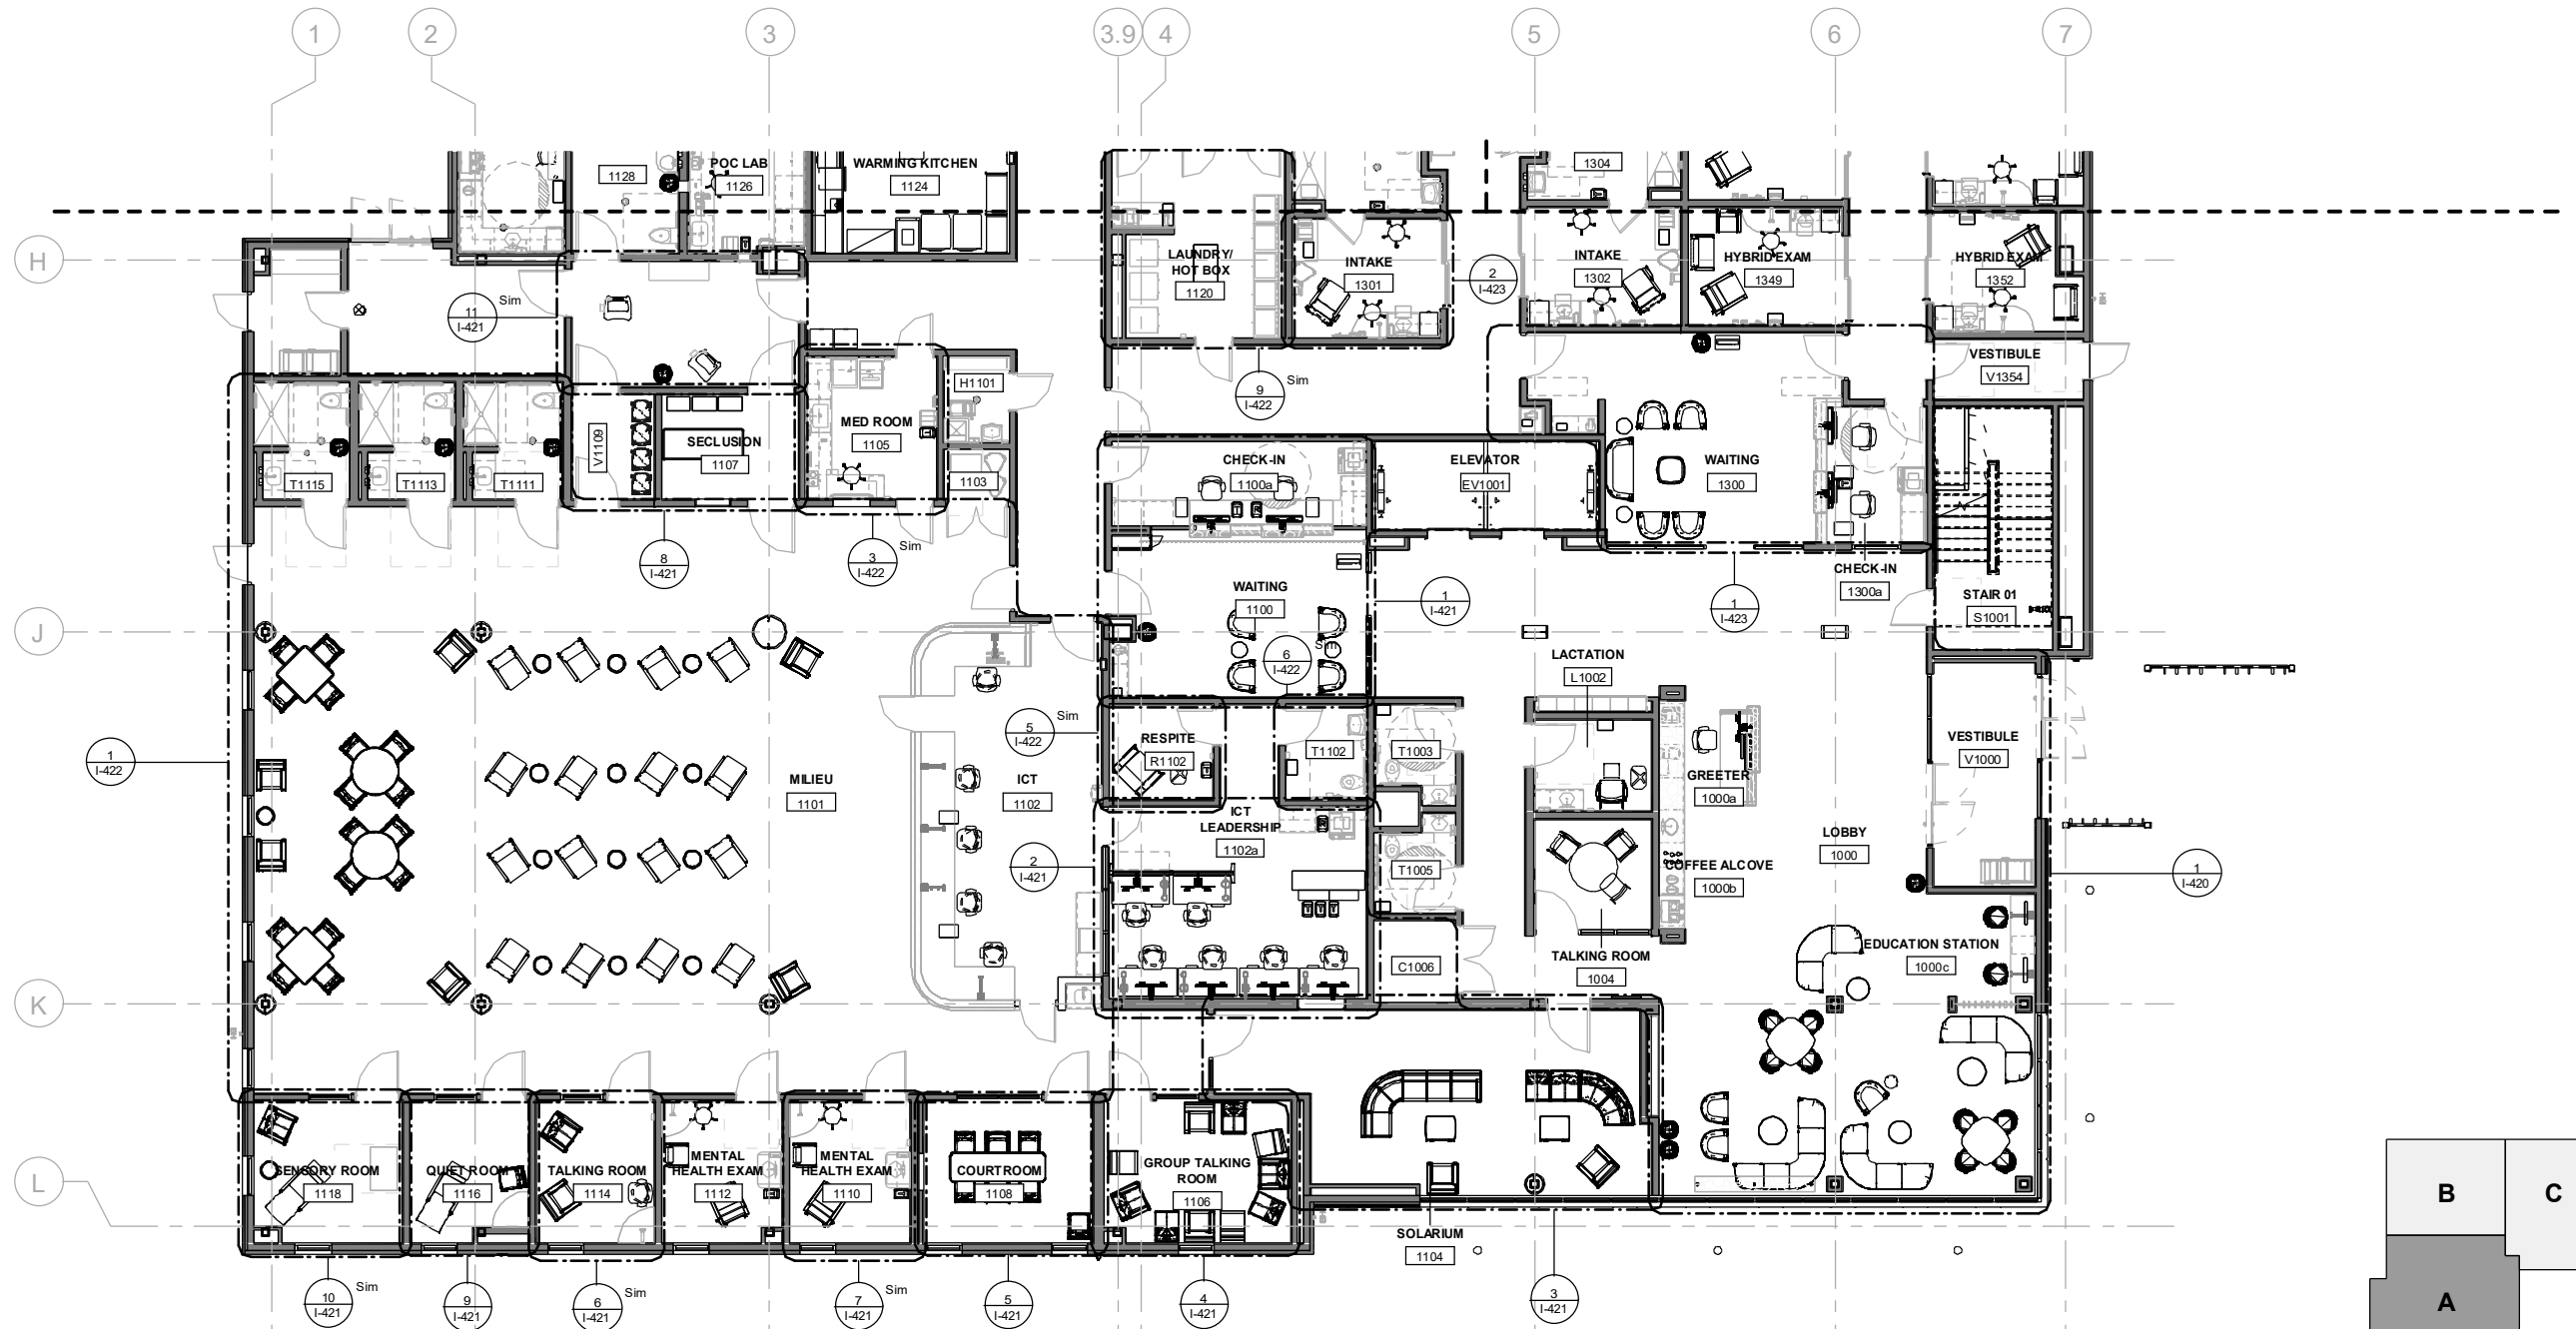 1
2
3
3.9
4
5
6
7
POC LAB
1126
1128
WARMING KITCHEN
1124
1304
H
LAUNDRY/
HOT BOX
1120
INTAKE
1301
2
I-423
INTAKE
1302
HYBRID EXAM
1349
HYBRID EXAM
1352
11
I-421
Sim
VESTIBULE
V1354
9
I-422
Sim
H1101
MED ROOM
1105
V1109
SECLUSION
1107
T1115
T1113
T1111
1103
CHECK-IN
1100a
ELEVATOR
EV1001
WAITING
1300
8
I-421
3
I-422
Sim
CHECK-IN
1300a
WAITING
1100
1
I-421
1
I-423
STAIR 01
S1001
J
6
I-422
Sim
LACTATION
L1002
5
I-422
Sim
RESPITE
R1102
T1102
T1003
VESTIBULE
V1000
1
I-422
MILIEU
1101
ICT
1102
GREETER
1000a
ICT
LEADERSHIP
1102a
LOBBY
1000
2
I-421
T1005
COFFEE ALCOVE
1000b
1
I-420
EDUCATION STATION
1000c
C1006
TALKING ROOM
1004
K
L
SENSORY ROOM
1118
QUIET ROOM
1116
TALKING ROOM
1114
MENTAL
HEALTH EXAM
1112
MENTAL
HEALTH EXAM
1110
COURTROOM
1108
GROUP TALKING
ROOM
1106
SOLARIUM
1104
B
C
A
10
I-421
Sim
9
I-421
6
I-421
Sim
7
I-421
Sim
5
I-421
4
I-421
3
I-421